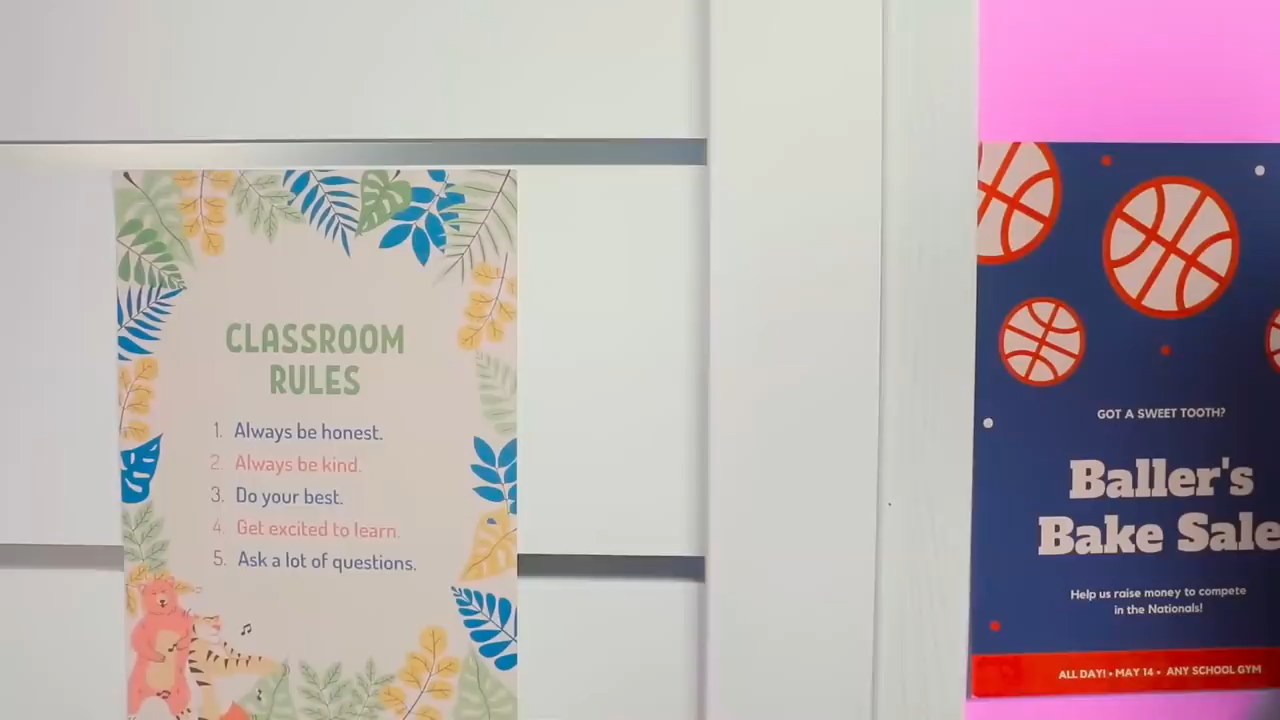 CLASSROOM
RULES
1. Always be honest.
2. Always be kind.
3. Do your best.
4. Get excited to learn.
5. Ask a lot of questions.
GOT A SWEET TOOTH?
Baller's
Bake Sale
Help us raise money to compete
in the Nationals!
ALL DAY! • MAY 14 • ANY SCHOOL GYM